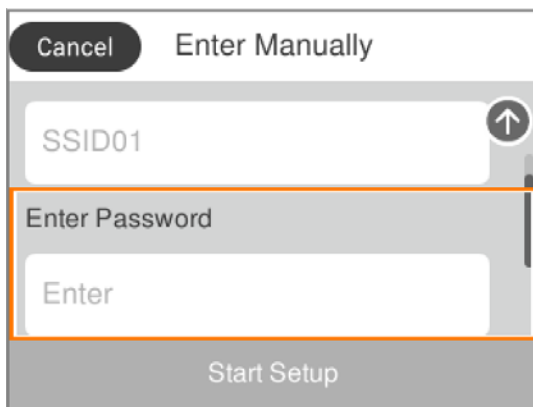 Cancel Enter Manually
SSID01
Enter Password
Enter
Start Setup